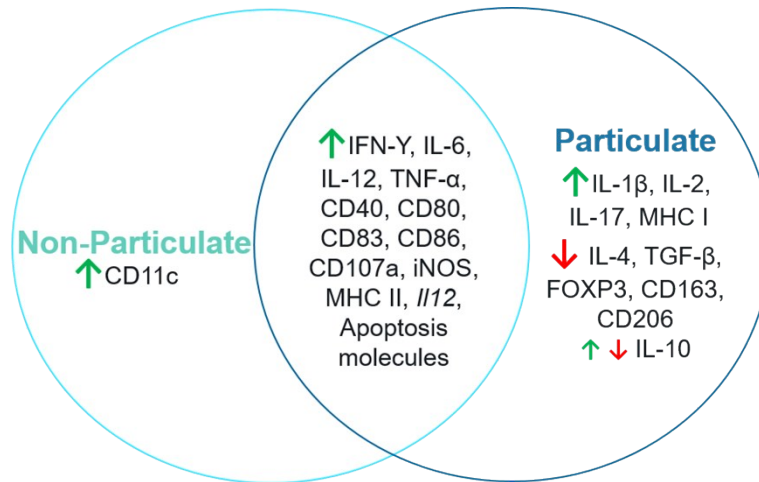 Non-Particulate
↑CD11c
↑IFN-Y, IL-6,
IL-12, TNF-α,
CD40, CD80,
CD83, CD86,
CD107a, iNOS,
MHC II, Il12,
Apoptosis
molecules
Particulate
↑IL-1β, IL-2,
IL-17, MHC I
↓ IL-4, TGF-β,
FOXP3, CD163,
CD206
↑ ↓ IL-10